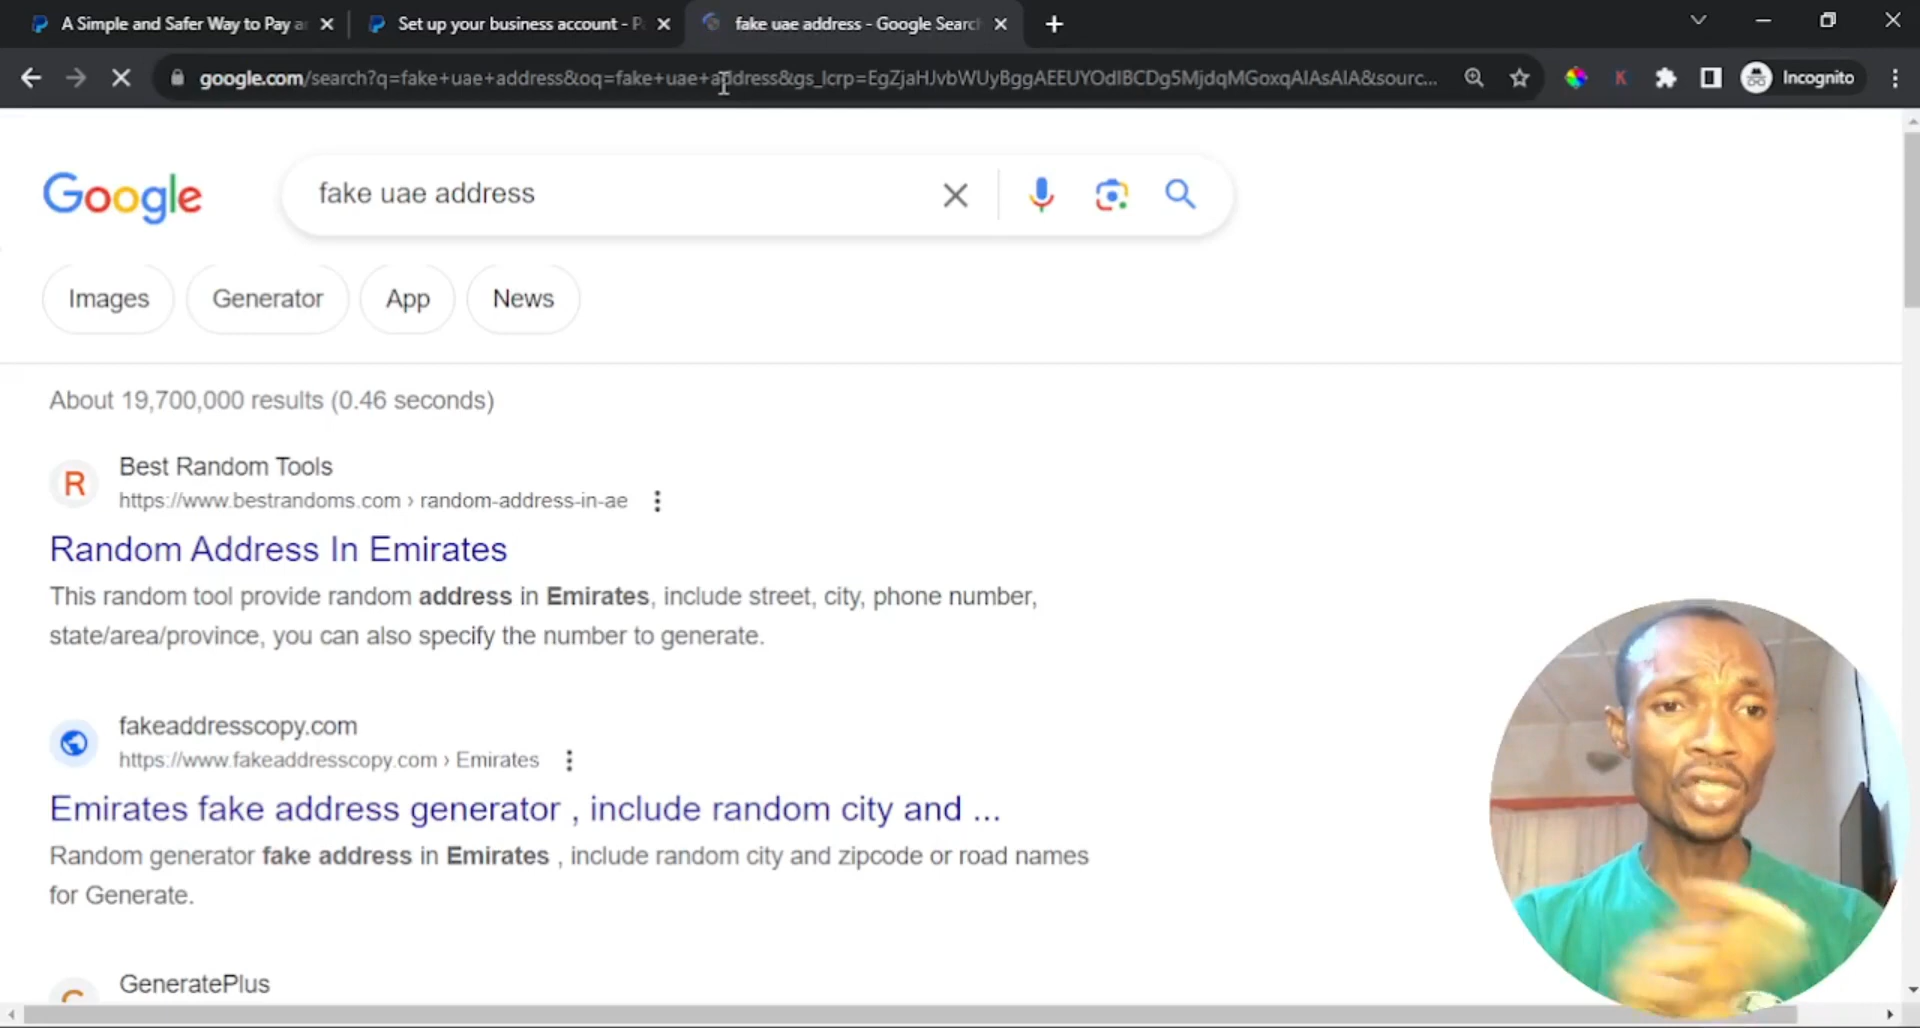 A Simple and Safer Way to Pay a
Set up your business account - P
fake uae address - Google Searc
google.com/search?q=fake+uae+address&oq=fake+uae+address&gs_lcrp=EgZjaHJvbWUyBggAEEUYOdIBCDg5MjdqMGoxqAIAsAIA&sourc...
K
Incognito
Google
fake uae address
Images
Generator
App
News
About 19,700,000 results (0.46 seconds)
R
Best Random Tools
https://www.bestrandoms.com › random-address-in-ae
Random Address In Emirates
This random tool provide random address in Emirates, include street, city, phone number,
state/area/province, you can also specify the number to generate.
fakeaddresscopy.com
https://www.fakeaddresscopy.com › Emirates
Emirates fake address generator , include random city and ...
Random generator fake address in Emirates , include random city and zipcode or road names
for Generate.
GeneratePlus